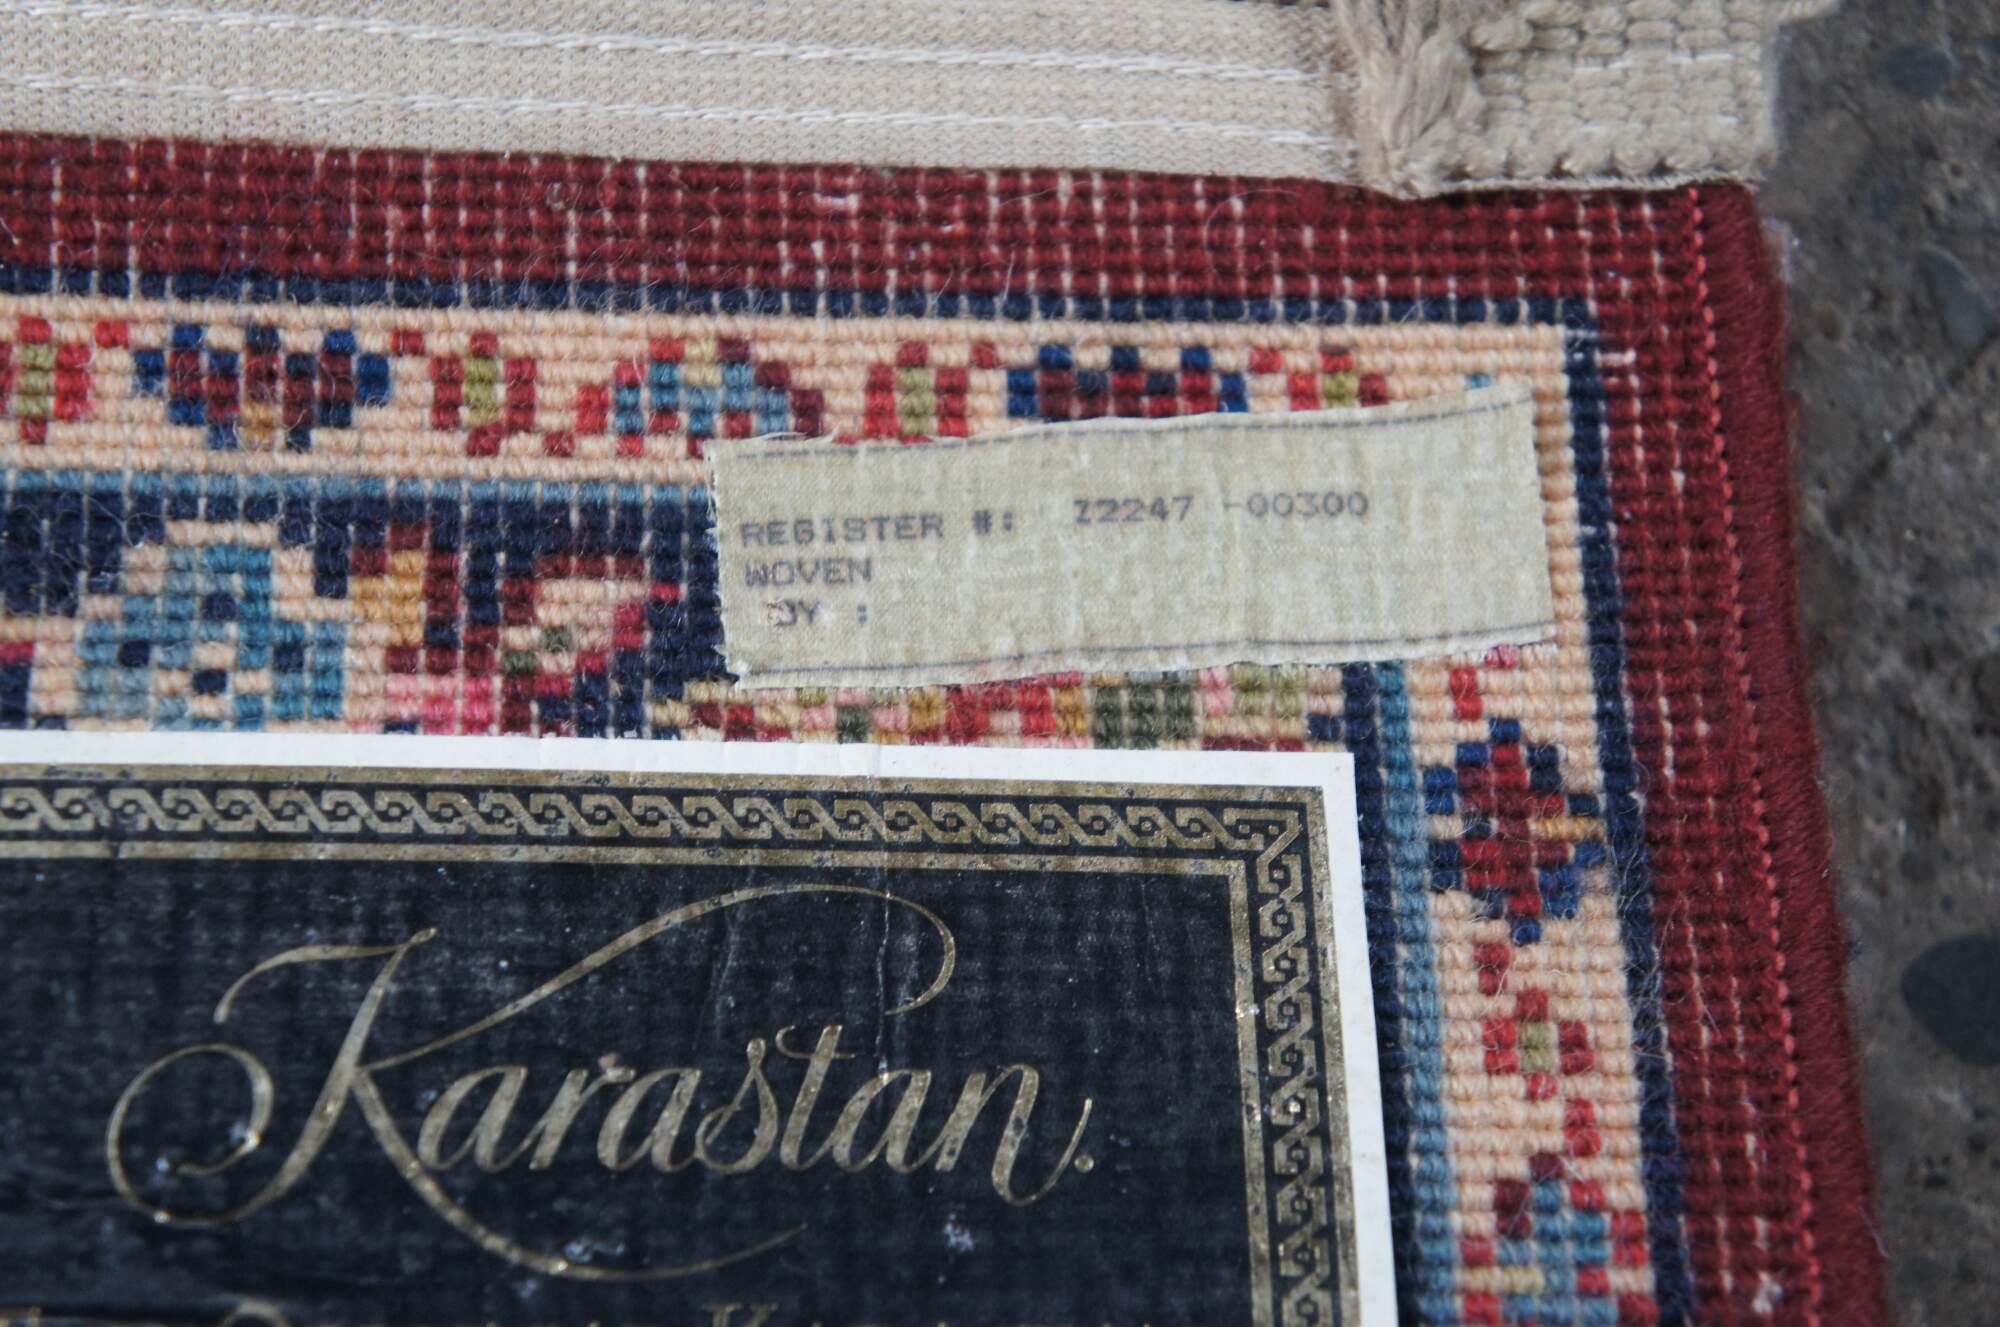 REGISTER #: Z2247 -00300
WOVEN
BY :
Karastan.